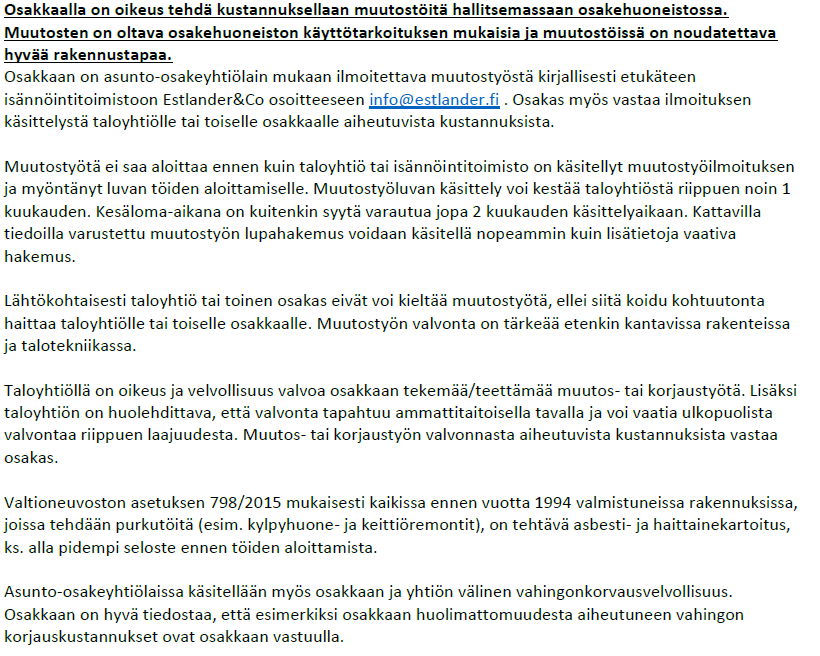 Osakkaalla on oikeus tehdä kustannuksellaan muutostöitä hallitsemassaan osakehuoneistossa.
Muutosten on oltava osakehuoneiston käyttötarkoituksen mukaisia ja muutostöissä on noudatettava
hyvää rakennustapaa.
Osakkaan on asunto-osakeyhtiölain mukaan ilmoitettava muutostyöstä kirjallisesti etukäteen
isännöintitoimistoon Estlander&Co osoitteeseen info@estlander.fi . Osakas myös vastaa ilmoituksen
käsittelystä taloyhtiölle tai toiselle osakkaalle aiheutuvista kustannuksista.
Muutostyötä ei saa aloittaa ennen kuin taloyhtiö tai isännöintitoimisto on käsitellyt muutostyöilmoituksen
ja myöntänyt luvan töiden aloittamiselle. Muutostyöluvan käsittely voi kestää taloyhtiöstä riippuen noin 1
kuukauden. Kesäloma-aikana on kuitenkin syytä varautua jopa 2 kuukauden käsittelyaikaan. Kattavilla
tiedoilla varustettu muutostyön lupahakemus voidaan käsitellä nopeammin kuin lisätietoja vaativa
hakemus.
Lähtökohtaisesti taloyhtiö tai toinen osakas eivät voi kieltää muutostyötä, ellei siitä koidu kohtuutonta
haittaa taloyhtiölle tai toiselle osakkaalle. Muutostyön valvonta on tärkeää etenkin kantavissa rakenteissa
ja talotekniikassa.
Taloyhtiöllä on oikeus ja velvollisuus valvoa osakkaan tekemää/teettämää muutos- tai korjaustyötä. Lisäksi
taloyhtiön on huolehdittava, että valvonta tapahtuu ammattitaitoisella tavalla ja voi vaatia ulkopuolista
valvontaa riippuen laajuudesta. Muutos- tai korjaustyön valvonnasta aiheutuvista kustannuksista vastaa
osakas.
Valtioneuvoston asetuksen 798/2015 mukaisesti kaikissa ennen vuotta 1994 valmistuneissa rakennuksissa,
joissa tehdään purkutöitä (esim. kylpyhuone- ja keittiöremontit), on tehtävä asbesti- ja haittainekartoitus,
ks. alla pidempi seloste ennen töiden aloittamista.
Asunto-osakeyhtiölaissa käsitellään myös osakkaan ja yhtiön välinen vahingonkorvausvelvollisuus.
Osakkaan on hyvä tiedostaa, että esimerkiksi osakkaan huolimattomuudesta aiheutuneen vahingon
korjauskustannukset ovat osakkaan vastuulla.